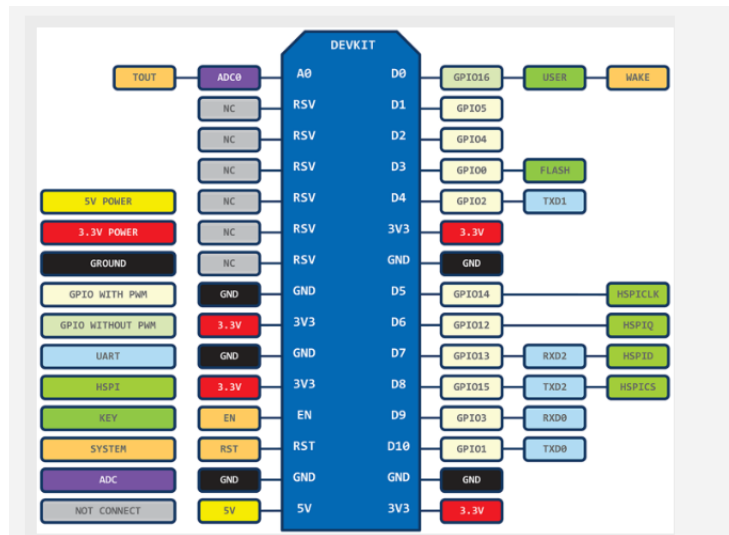 DEVKIT
TOUT ADC0 A0 D0 GPIO16 USER WAKE
NC RSV D1 GPIO5
NC RSV D2 GPIO4
NC RSV D3 GPIO0 FLASH
5V POWER NC RSV D4 GPIO2 TXD1
3.3V POWER NC RSV 3V3 3.3V
GROUND NC RSV GND GND
GPIO WITH PWM GND GND D5 GPIO14 HSPICLK
GPIO WITHOUT PWM 3.3V 3V3 D6 GPIO12 HSPIQ
UART GND GND D7 GPIO13 RXD2 HSPID
HSPI 3.3V 3V3 D8 GPIO15 TXD2 HSPICS
KEY EN EN D9 GPIO3 RXD0
SYSTEM RST RST D10 GPIO1 TXD0
ADC GND GND GND GND
NOT CONNECT 5V 5V 3V3 3.3V